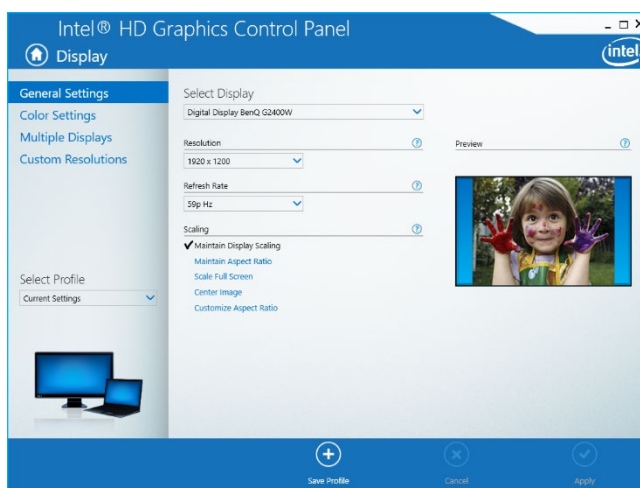 Intel® HD Graphics Control Panel
Display
intel
General Settings
Color Settings
Multiple Displays
Custom Resolutions
Select Profile
Current Settings
Select Display
Digital Display BenQ G2400W
Resolution
1920 x 1200
Refresh Rate
59p Hz
Scaling
Maintain Display Scaling
Maintain Aspect Ratio
Scale Full Screen
Center Image
Customize Aspect Ratio
Preview
Save Profile
Cancel
Apply